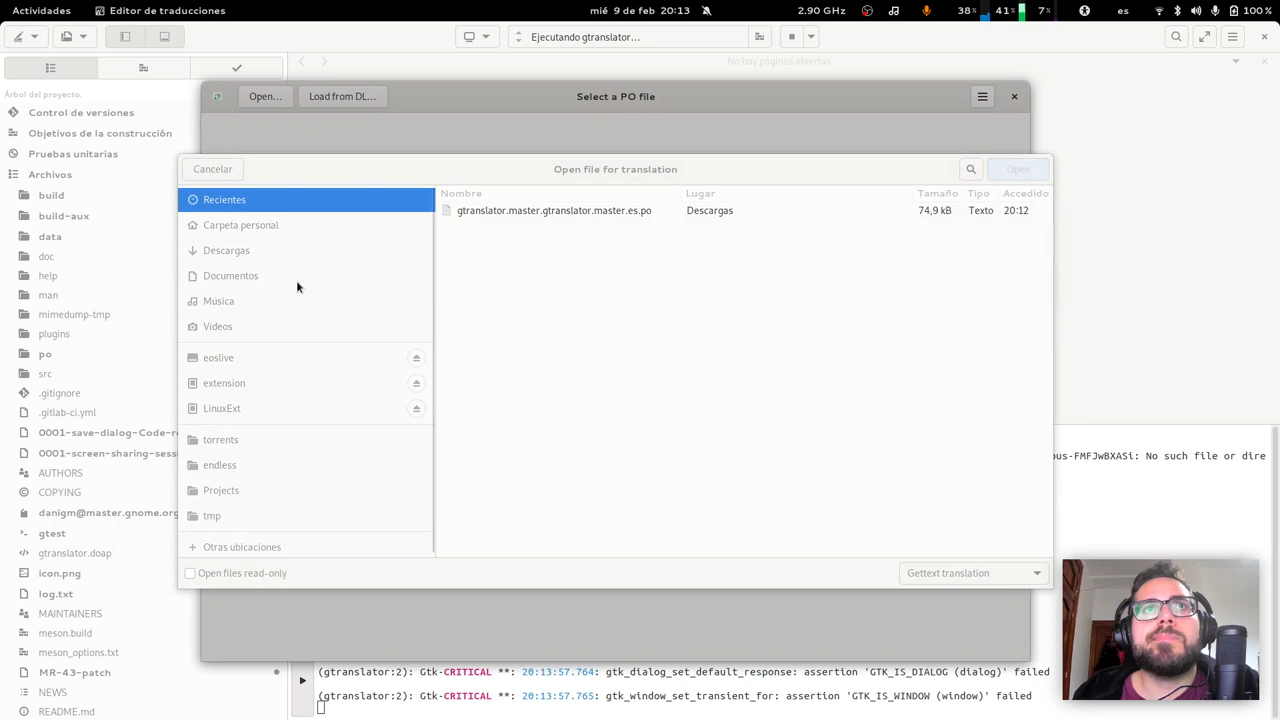 Actividades
Editor de traducciones
mié 9 de feb 20:13
2.90 GHz
38%
41%
7%
es
100 %
Ejecutando gtranslator…
No hay páginas abiertas
Árbol del proyecto.
Control de versiones
Objetivos de la construcción
Pruebas unitarias
Archivos
build
build-aux
data
doc
help
man
mimedump-tmp
plugins
po
src
.gitignore
.gitlab-ci.yml
0001-save-dialog-Code-re
0001-screen-sharing-sess
AUTHORS
COPYING
danigm@master.gnome.org
gtest
gtranslator.doap
icon.png
log.txt
MAINTAINERS
meson.build
meson_options.txt
MR-43-patch
NEWS
README.md
Open...
Load from DL...
Select a PO file
Cancelar
Open file for translation
Open
Recientes
Carpeta personal
Descargas
Documentos
Música
Vídeos
eoslive
extension
LinuxExt
torrents
endless
Projects
tmp
Otras ubicaciones
Nombre Lugar Tamaño Tipo Accedido
gtranslator.master.gtranslator.master.es.po Descargas 74,9 kB Texto 20:12
Open files read-only
Gettext translation
ous-FMFJwBXASi: No such file or dire
(gtranslator:2): Gtk-CRITICAL **: 20:13:57.764: gtk_dialog_set_default_response: assertion 'GTK_IS_DIALOG (dialog)' failed
(gtranslator:2): Gtk-CRITICAL **: 20:13:57.765: gtk_window_set_transient_for: assertion 'GTK_IS_WINDOW (window)' failed